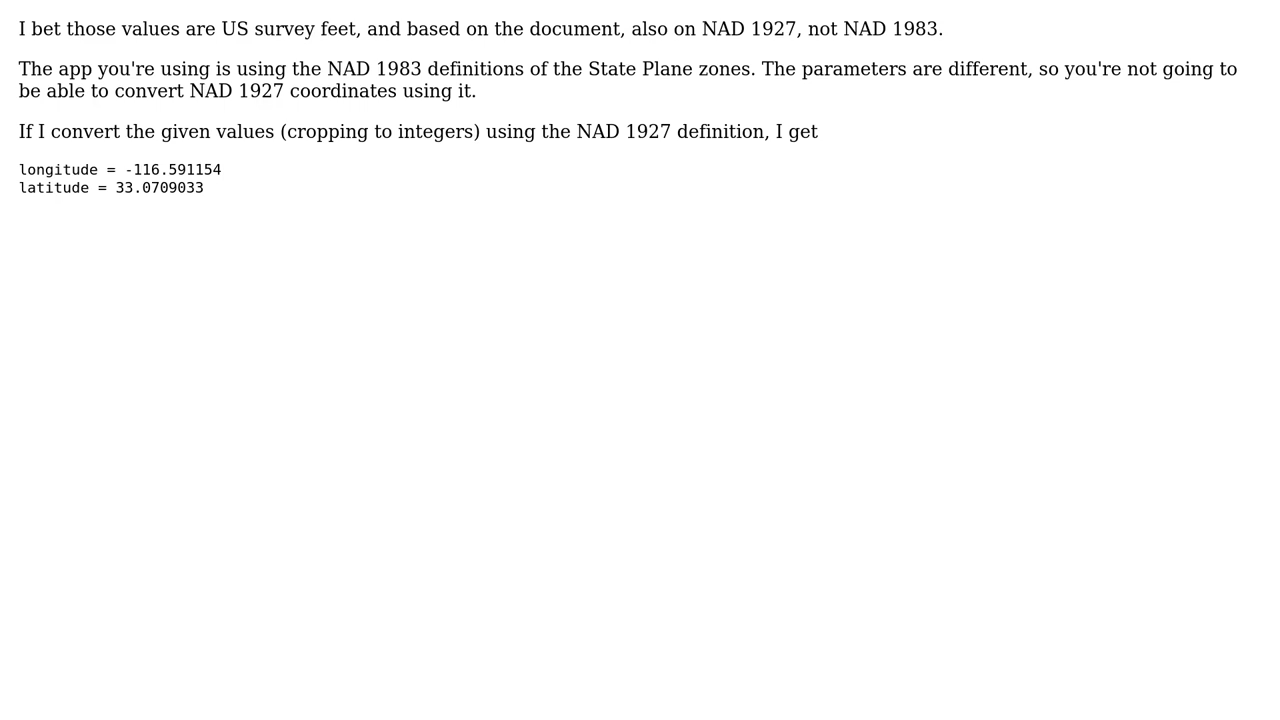 I bet those values are US survey feet, and based on the document, also on NAD 1927, not NAD 1983.
The app you're using is using the NAD 1983 definitions of the State Plane zones. The parameters are different, so you're not going to
be able to convert NAD 1927 coordinates using it.
If I convert the given values (cropping to integers) using the NAD 1927 definition, I get
longitude = -116.591154
latitude = 33.0709033